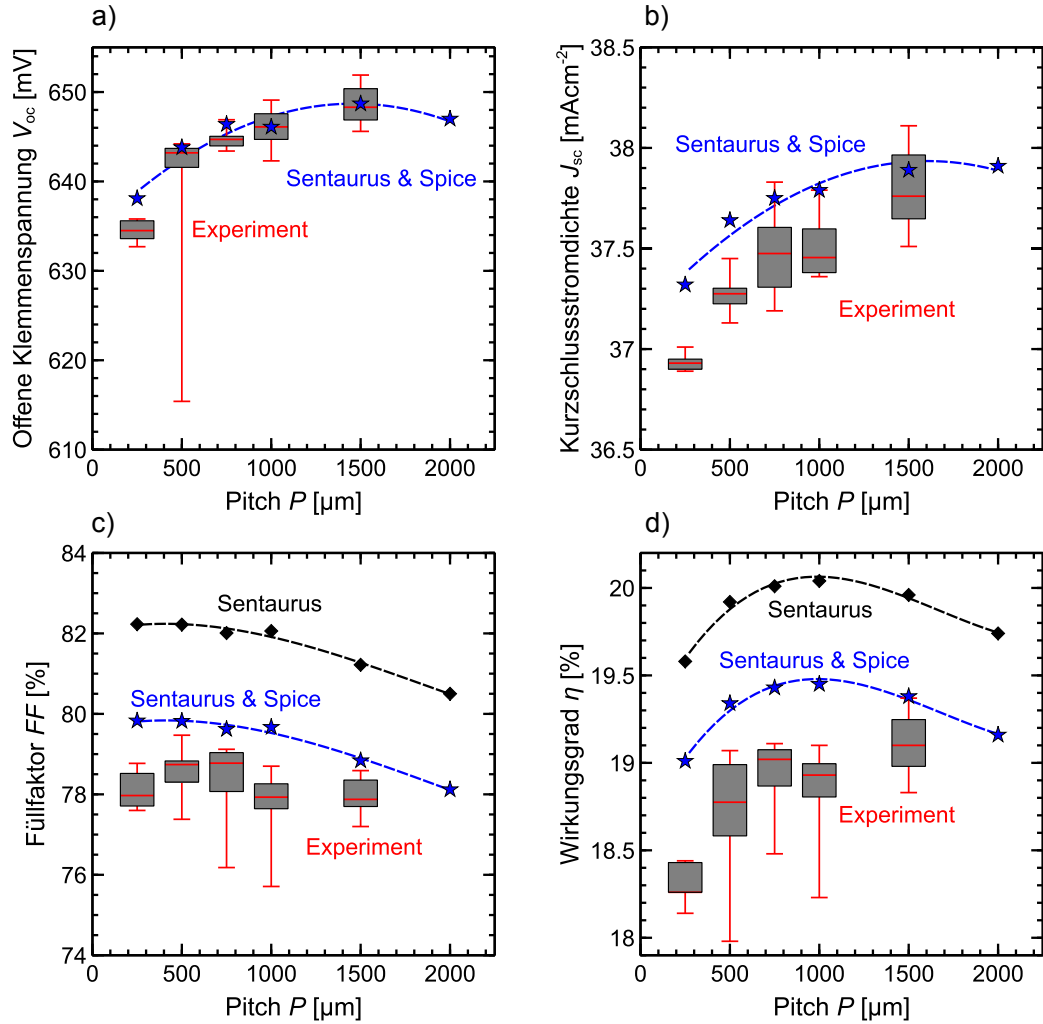 a)
Offene Klemmenspannung Voc [mV]
650
640
630
620
610
0 500 1000 1500 2000
Pitch P [µm]
Sentaurus & Spice
Experiment
b)
Kurzschlussstromdichte Jsc [mAcm-2]
38.5
38
37.5
37
36.5
0 500 1000 1500 2000
Pitch P [µm]
Sentaurus & Spice
Experiment
c)
Füllfaktor FF [%]
84
82
80
78
76
74
0 500 1000 1500 2000
Pitch P [µm]
Sentaurus
Sentaurus & Spice
Experiment
d)
Wirkungsgrad η [%]
20
19.5
19
18.5
18
0 500 1000 1500 2000
Pitch P [µm]
Sentaurus
Sentaurus & Spice
Experiment